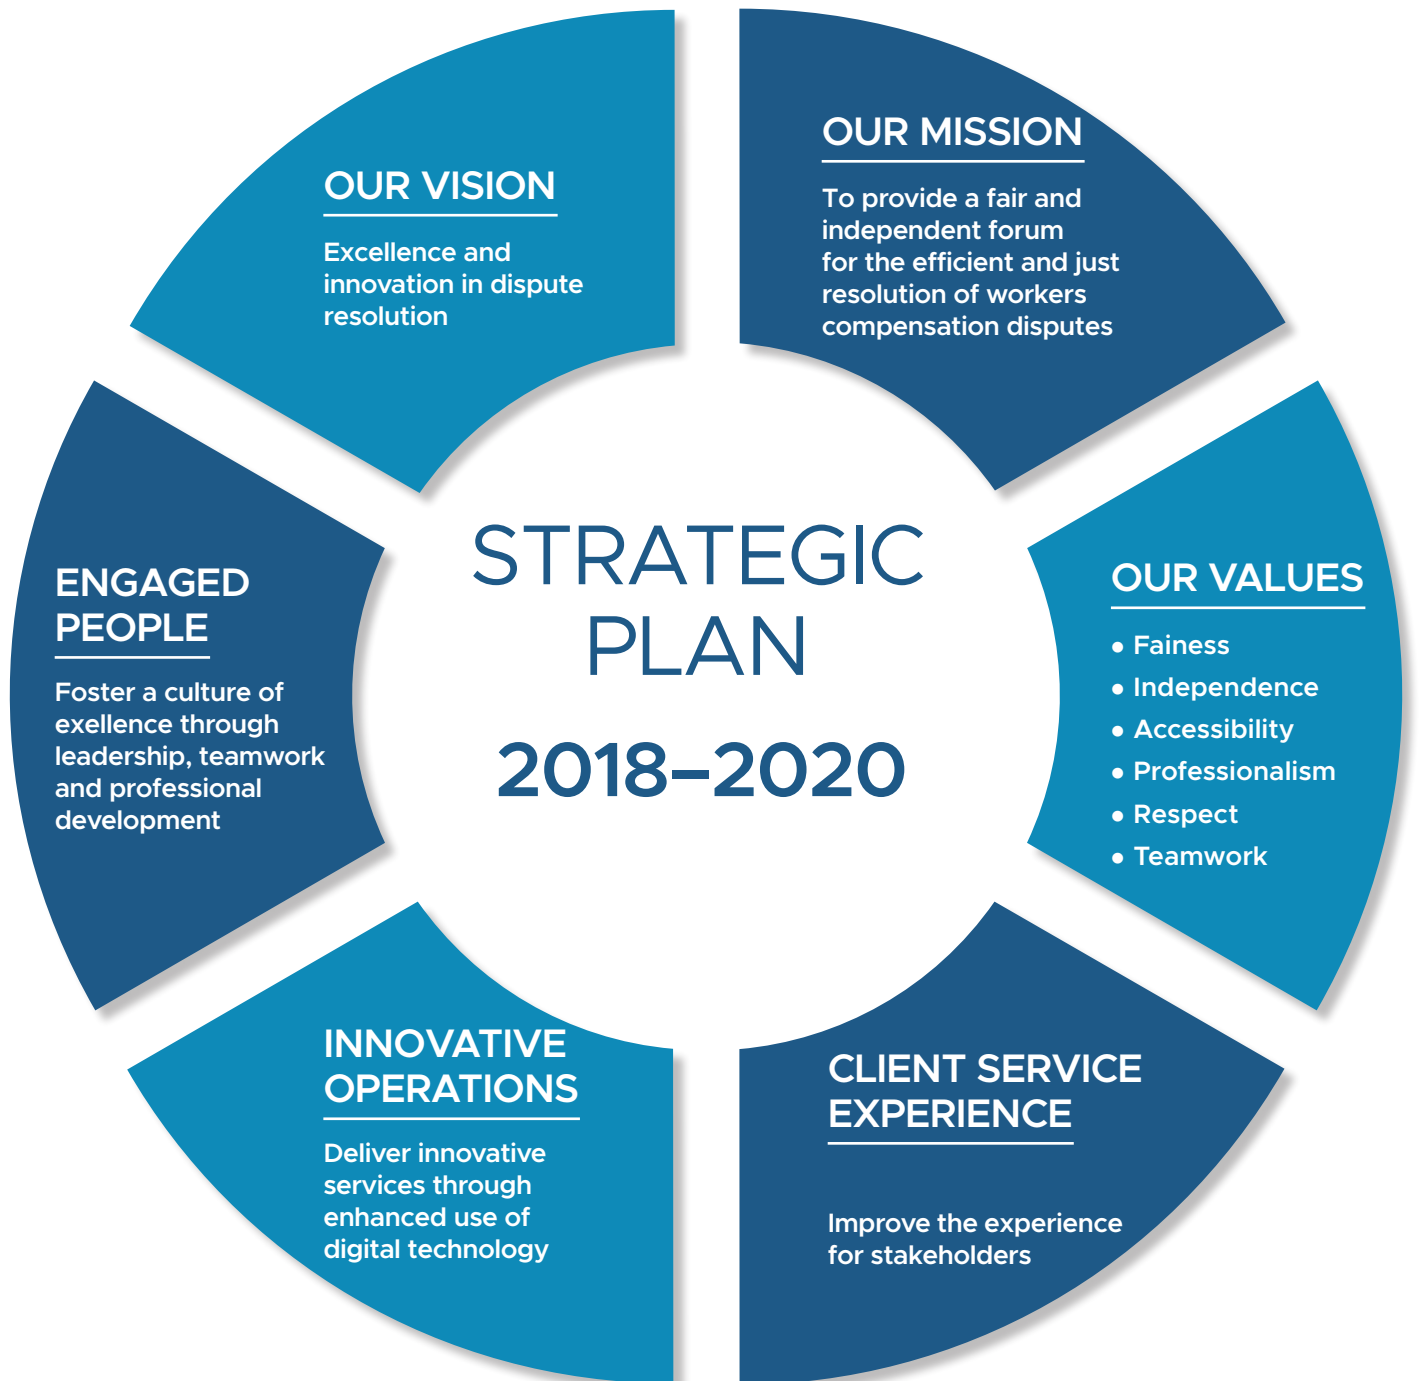 OUR VISION
Excellence and
innovation in dispute
resolution
OUR MISSION
To provide a fair and
independent forum
for the efficient and just
resolution of workers
compensation disputes
OUR VALUES
• Fainess
• Independence
• Accessibility
• Professionalism
• Respect
• Teamwork
CLIENT SERVICE
EXPERIENCE
Improve the experience
for stakeholders
INNOVATIVE
OPERATIONS
Deliver innovative
services through
enhanced use of
digital technology
ENGAGED
PEOPLE
Foster a culture of
exellence through
leadership, teamwork
and professional
development
STRATEGIC
PLAN
2018–2020